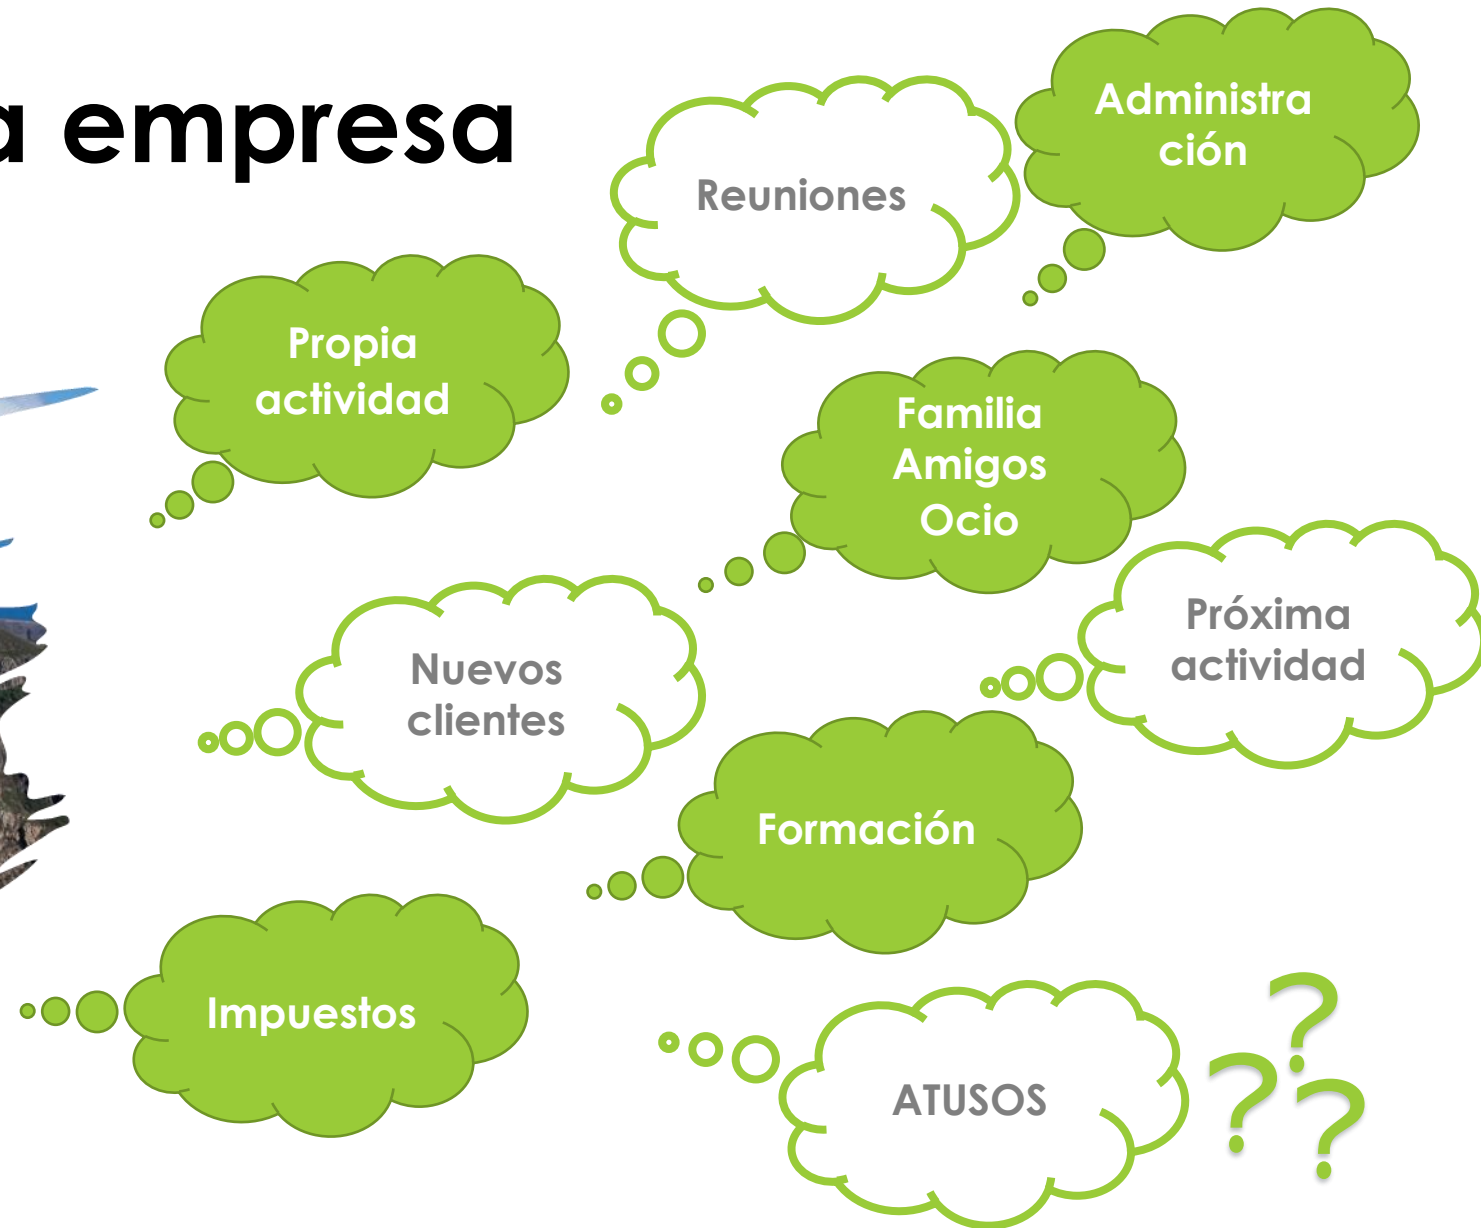 a empresa
Administra
ción
Reuniones
Propia
actividad
Familia
Amigos
Ocio
Próxima
actividad
Nuevos
clientes
Formación
Impuestos
ATUSOS
?
?
?